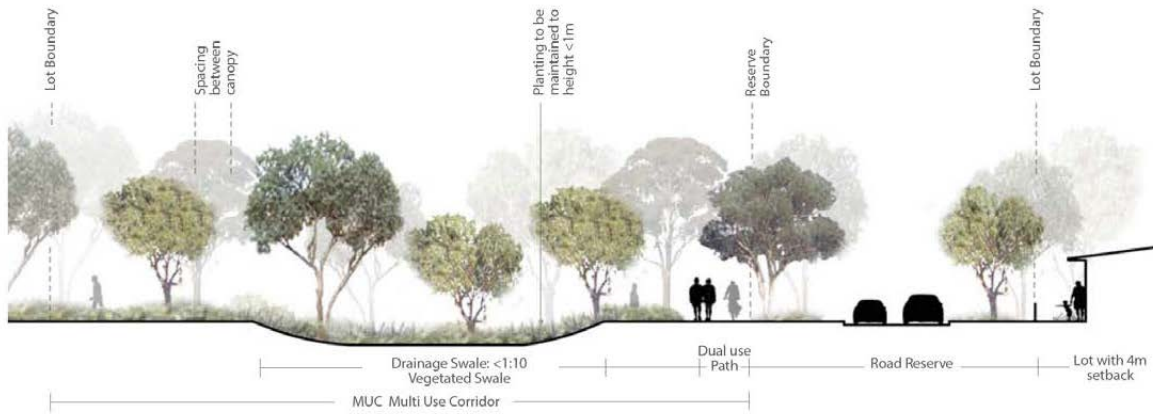 Lot Boundary
Spacing
between
canopy
Planting to be
maintained to
height <1m
Reserve
Boundary
Lot Boundary
Drainage Swale: <1:10
Vegetated Swale
Dual use
Path
Road Reserve
Lot with 4m
setback
MUC Multi Use Corridor